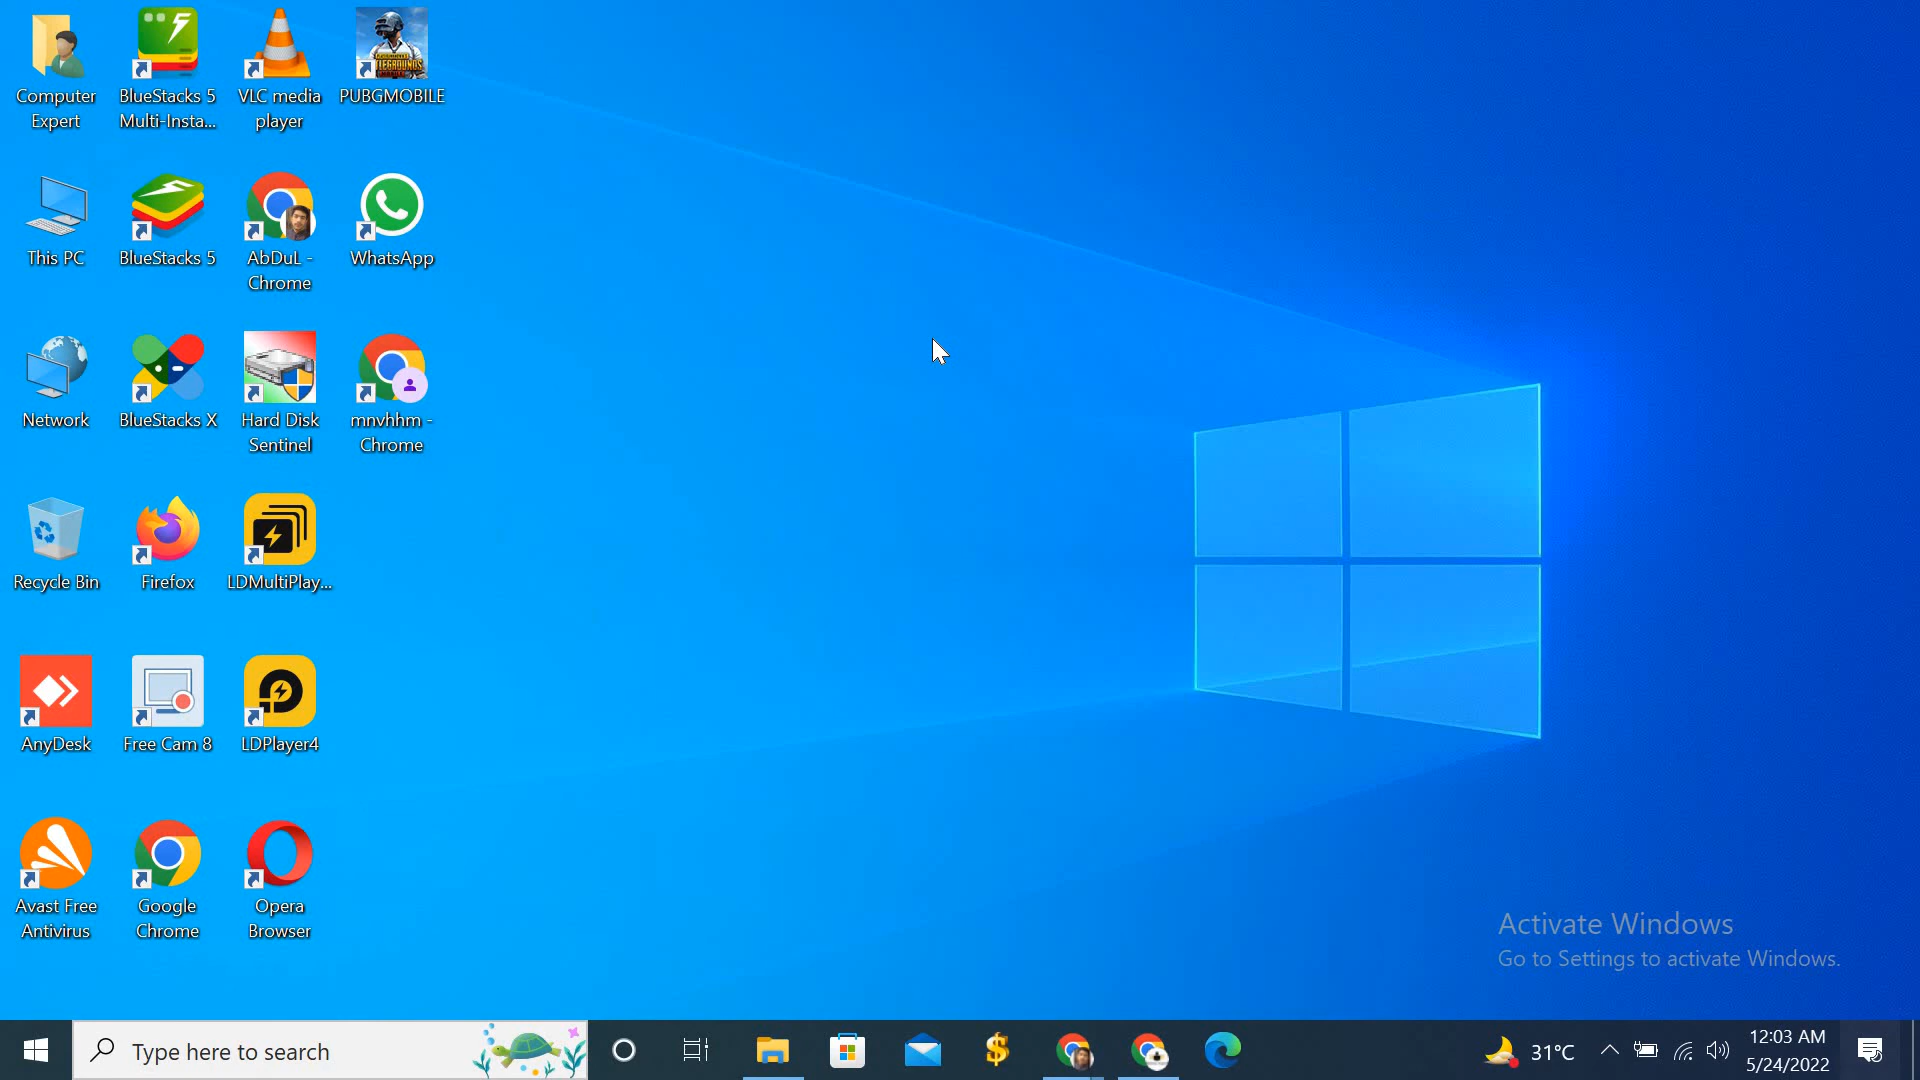 Computer
Expert
BlueStacks 5
Multi-Insta...
VLC media
player
PUBGMOBILE
This PC
BlueStacks 5
AbDuL -
Chrome
WhatsApp
Network
BlueStacks X
Hard Disk
Sentinel
mnvhhm -
Chrome
Recycle Bin
Firefox
LDMultiPlay...
AnyDesk
Free Cam 8
LDPlayer4
Avast Free
Antivirus
Google
Chrome
Opera
Browser
Activate Windows
Go to Settings to activate Windows.
Type here to search
31°C
12:03 AM
5/24/2022